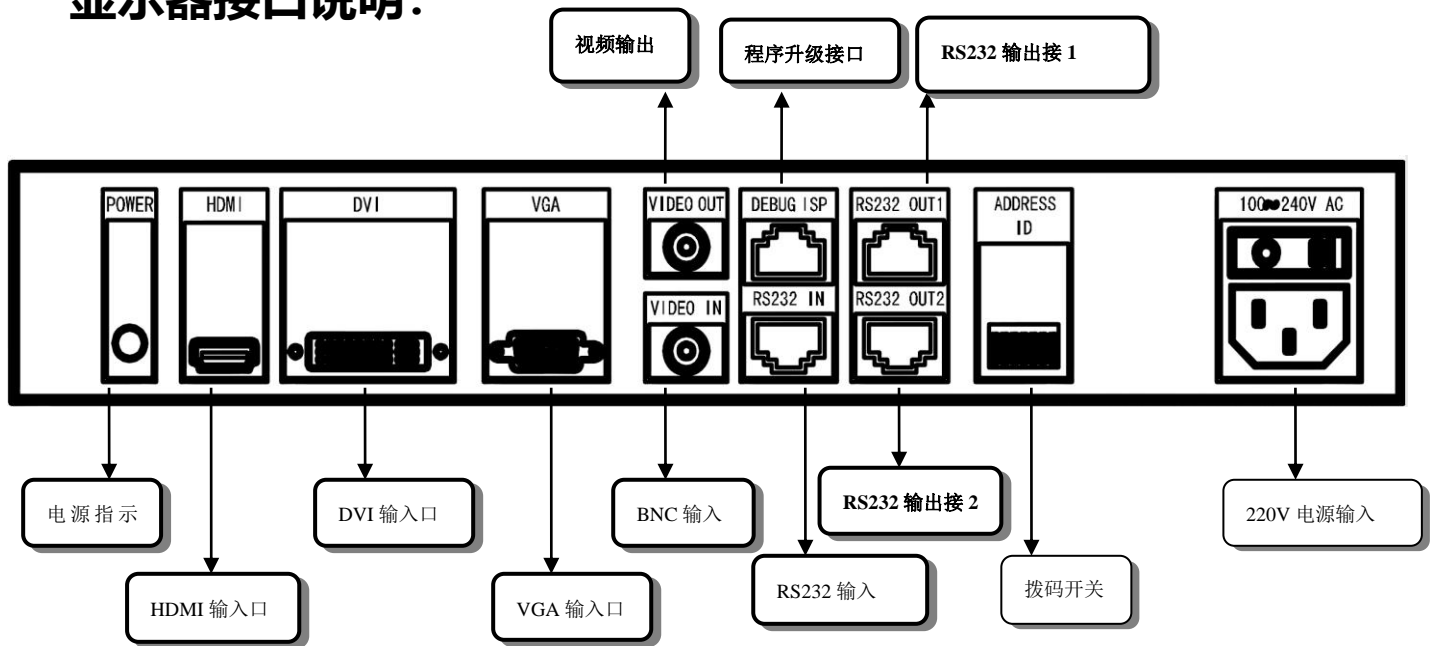 显示器接口说明:
视频输出
程序升级接口
RS232 输出接 1
POWER
HDMI
DVI
VGA
VIDEO OUT
DEBUG ISP
RS232 OUT1
ADDRESS
ID
100~240V AC
VIDEO IN
RS232 IN
RS232 OUT2
电源指示
DVI 输入口
BNC 输入
RS232 输出接 2
220V 电源输入
HDMI 输入口
VGA 输入口
RS232 输入
拨码开关